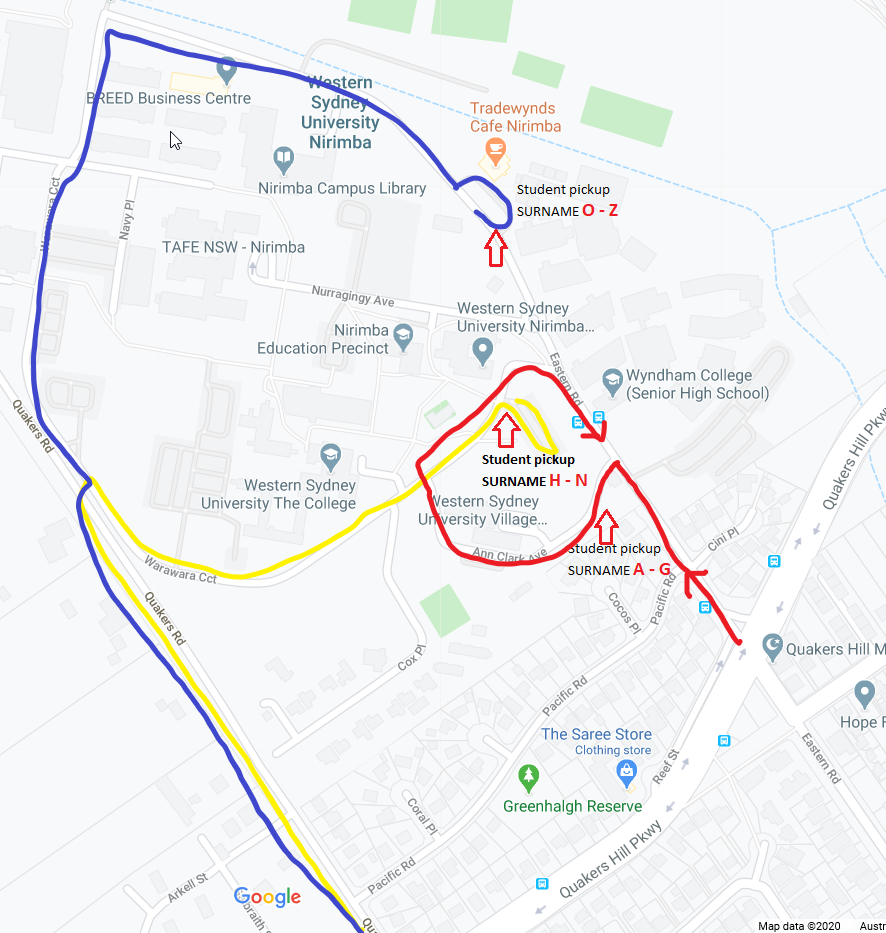 BREED Business Centre
Western
Sydney
University
Nirimba
Tradewynds
Cafe Nirimba
Student pickup
SURNAME O - Z
Nirimba Campus Library
Warawara Cct
Navy Pl
TAFE NSW - Nirimba
Nurragingy Ave
Western Sydney
University Nirimba...
Nirimba
Education Precinct
Eastern Rd
Wyndham College
(Senior High School)
Quakers Rd
Quakers Hill Pkwy
Student pickup
SURNAME H - N
Western Sydney
University The College
Western Sydney
University Village...
Ann Clark Ave
Student pickup
SURNAME A - G
Cini Pl
Pacific Rd
Cocos Pl
Warawara Cct
Quakers Rd
Cox Pl
Quakers Hill M
Hope F
Pacific Rd
The Saree Store
Clothing store
Reef St
Eastern Rd
Greenhalgh Reserve
Coral Pl
Pacific Rd
Quakers Hill Pkwy
Arkell St
Google
Map data ©2020
Austr